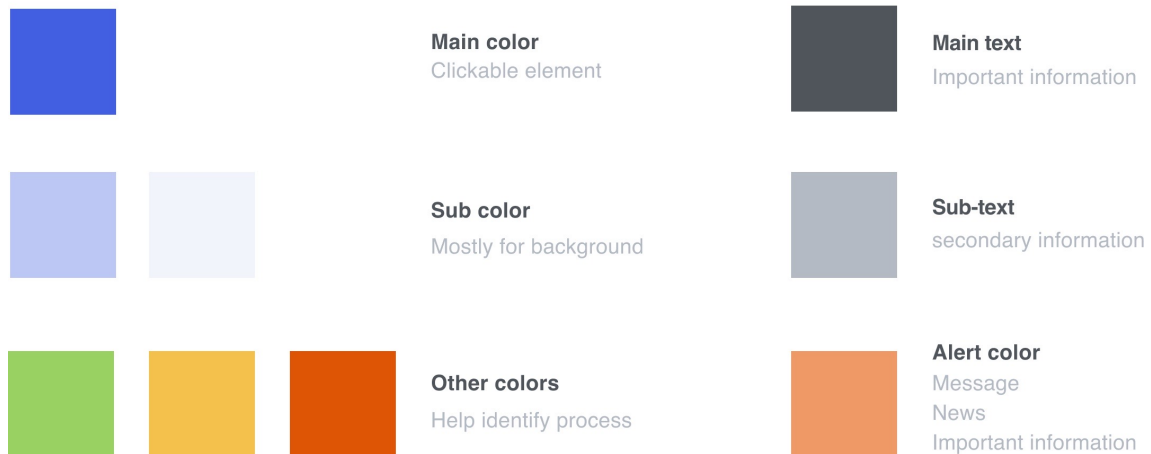 Main color
Clickable element
Main text
Important information
Sub color
Mostly for background
Sub-text
secondary information
Other colors
Help identify process
Alert color
Message
News
Important information